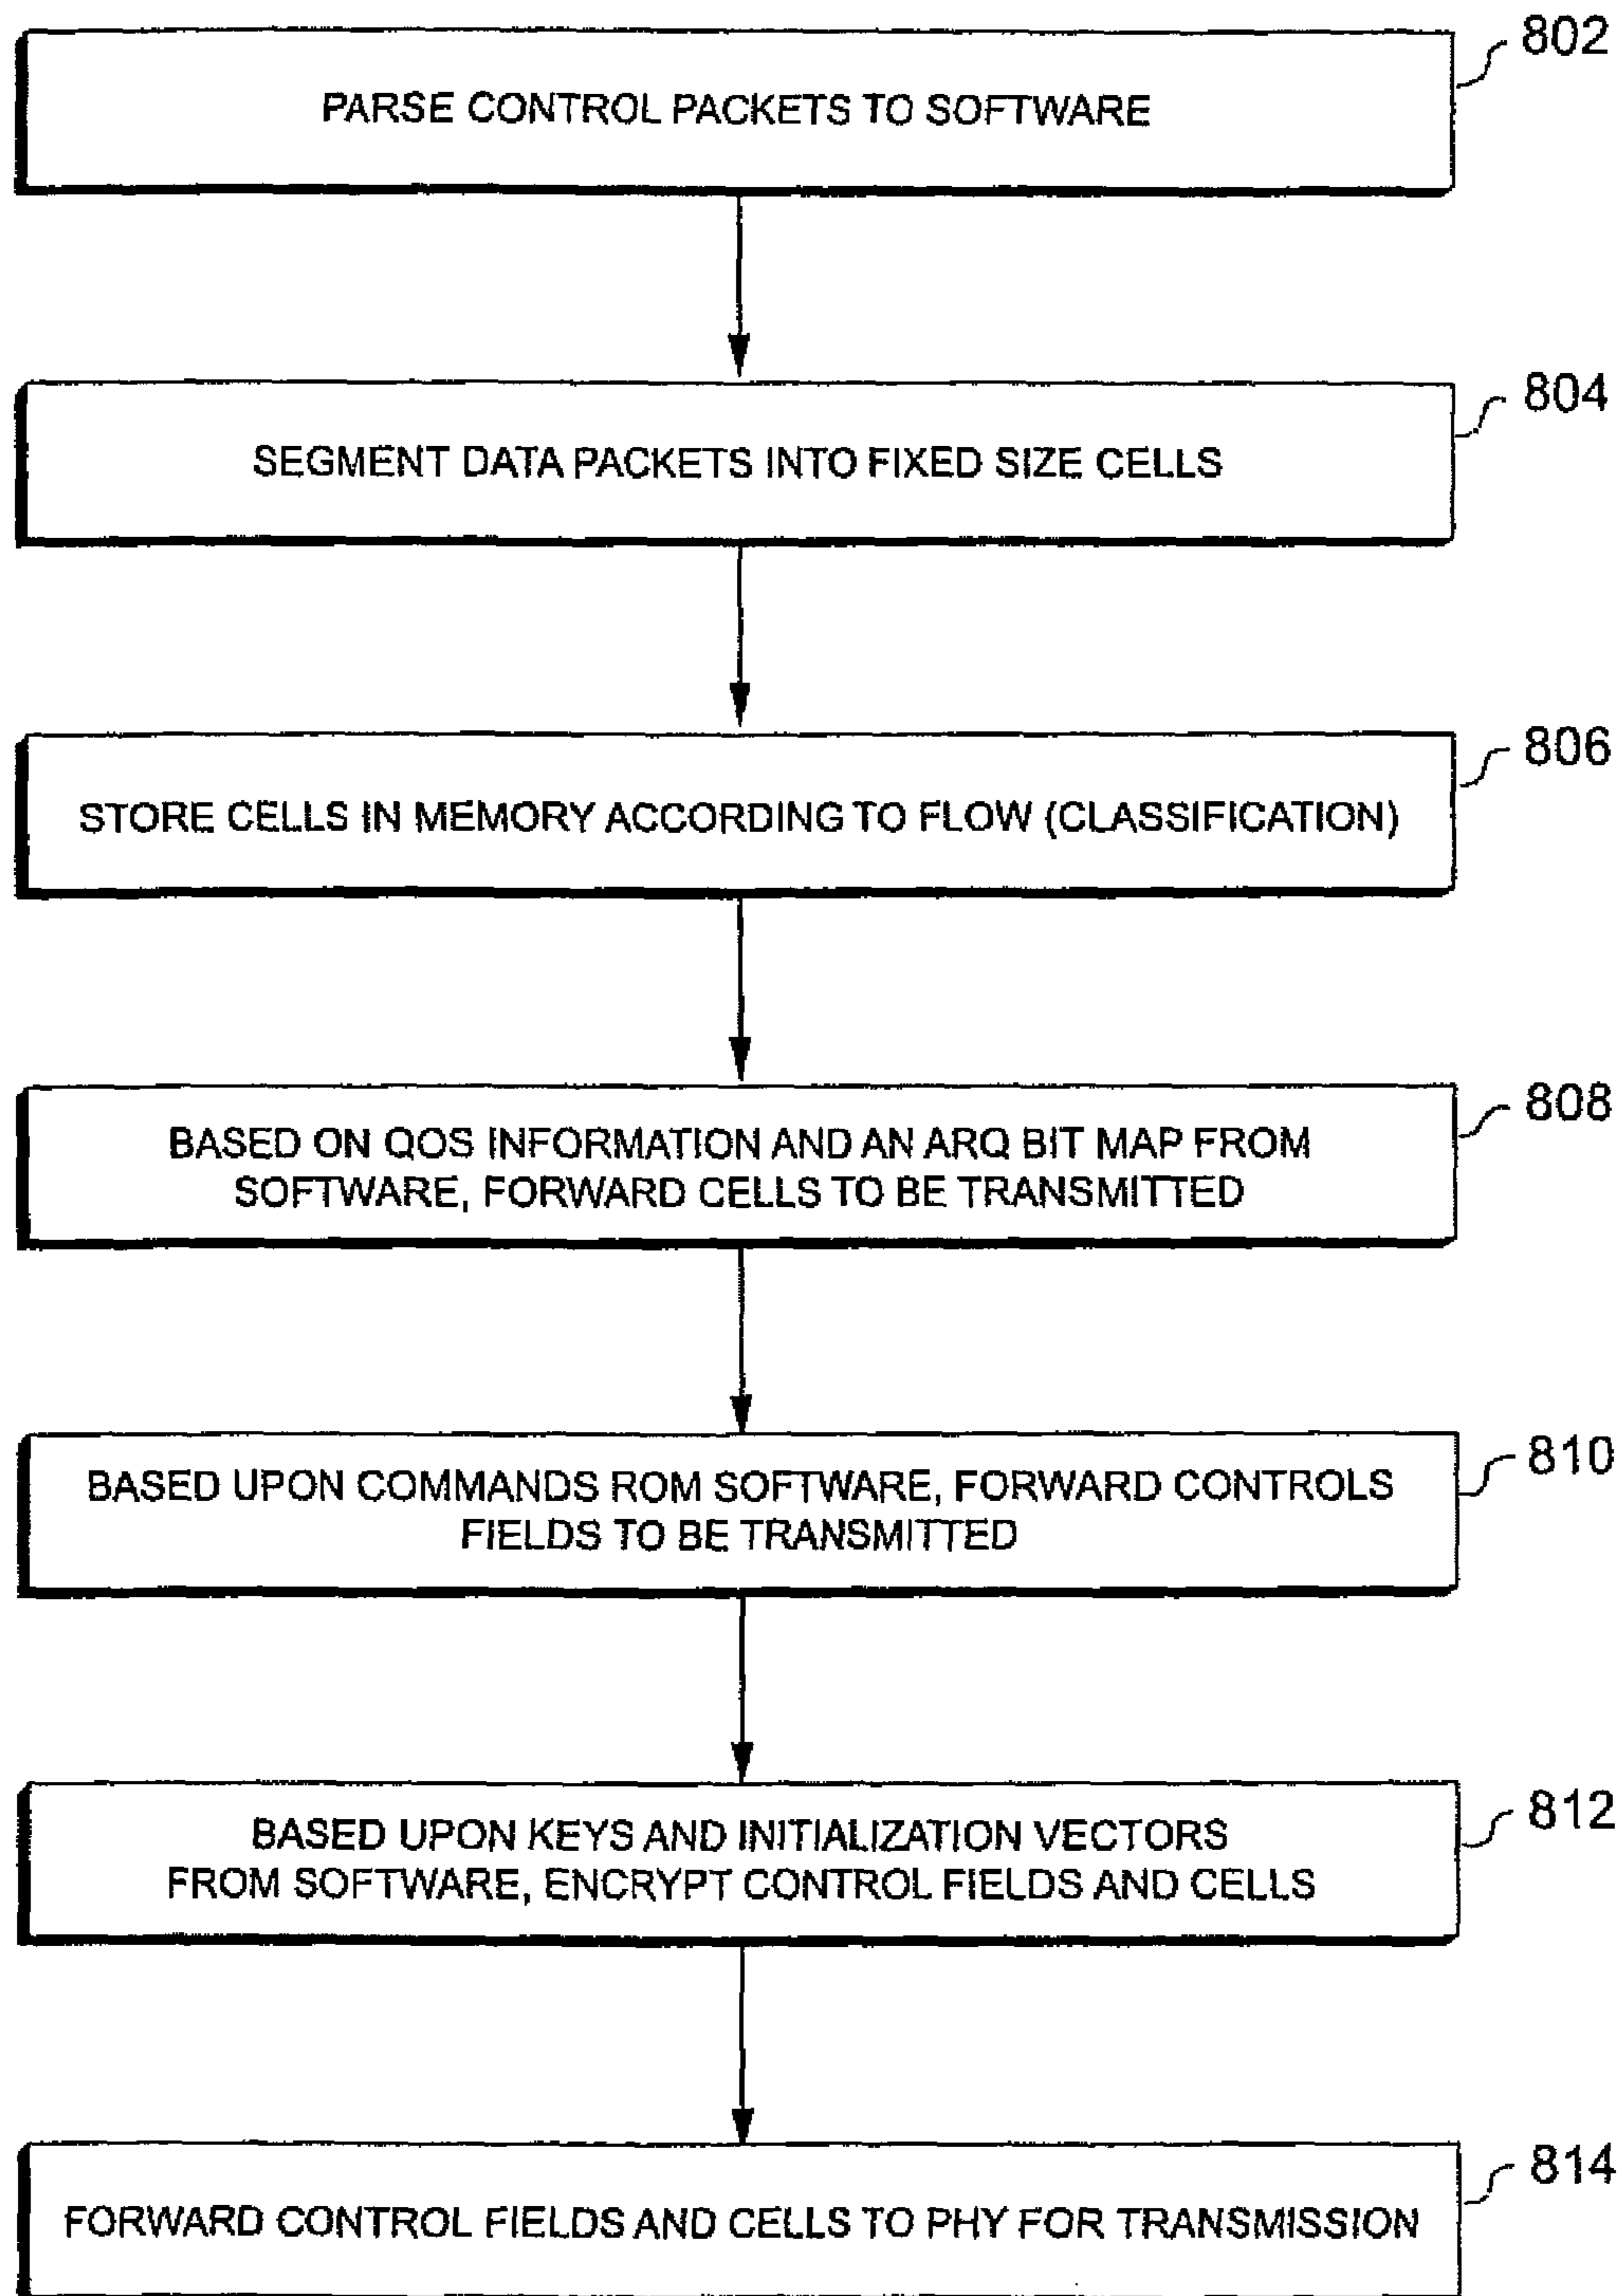 802
PARSE CONTROL PACKETS TO SOFTWARE
804
SEGMENT DATA PACKETS INTO FIXED SIZE CELLS
806
STORE CELLS IN MEMORY ACCORDING TO FLOW (CLASSIFICATION)
808
BASED ON QOS INFORMATION AND AN ARQ BIT MAP FROM
SOFTWARE, FORWARD CELLS TO BE TRANSMITTED
810
BASED UPON COMMANDS ROM SOFTWARE, FORWARD CONTROLS
FIELDS TO BE TRANSMITTED
812
BASED UPON KEYS AND INITIALIZATION VECTORS
FROM SOFTWARE, ENCRYPT CONTROL FIELDS AND CELLS
814
FORWARD CONTROL FIELDS AND CELLS TO PHY FOR TRANSMISSION